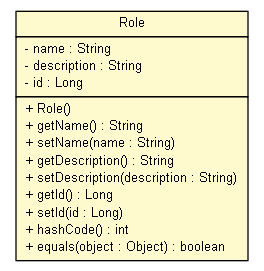 Role
- name : String
- description : String
- id : Long
+ Role()
+ getName() : String
+ setName(name : String)
+ getDescription() : String
+ setDescription(description : String)
+ getId() : Long
+ setId(id : Long)
+ hashCode() : int
+ equals(object : Object) : boolean